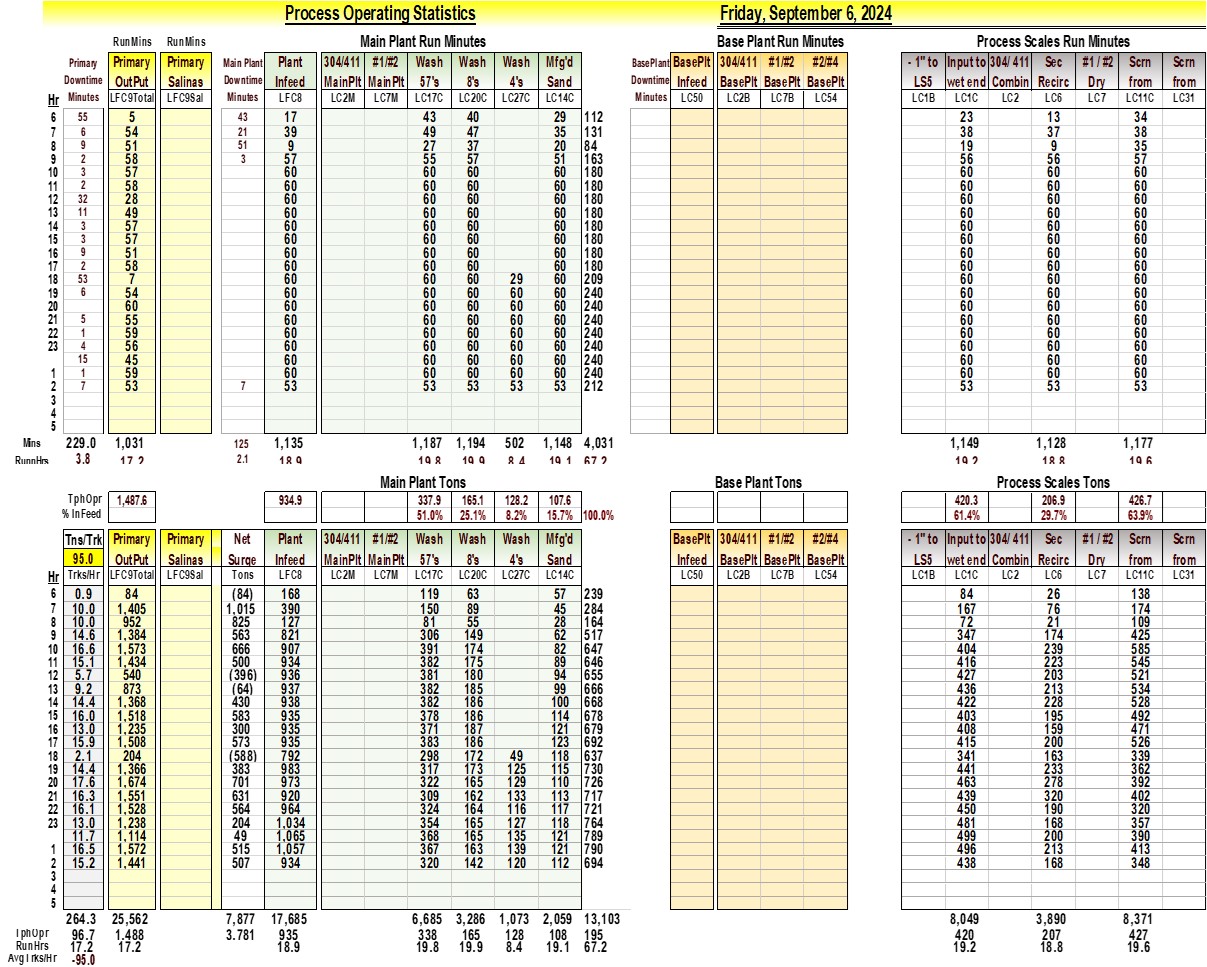 Process Operating Statistics Friday, September 6, 2024
RunMins RunMins Main Plant Run Minutes Base Plant Run Minutes Process Scales Run Minutes
Primary Primary Primary Main Plant Plant 304/411 #1/#2 Wash Wash Wash Mfg'd BasePlant BasePlt 304/411 #1/#2 #2/#4 - 1" to Input to 304/ 411 Sec #1 / #2 Scrn Scrn
Downtime OutPut Salinas Downtime Infeed MainPlt MainPlt 57's 8's 4's Sand Downtime Infeed BasePlt BasePlt BasePlt LS5 wet end Combin Recirc Dry from from
Hr Minutes LFC9Total LFC9Sal Minutes LFC8 LC2M LC7M LC17C LC20C LC27C LC14C Minutes LC50 LC2B LC7B LC54 LC1B LC1C LC2 LC6 LC7 LC11C LC31
6 55 5 43 17 43 40 29 112 23 13 34
7 6 54 21 39 49 47 35 131 38 37 38
8 9 51 51 9 27 37 20 84 19 9 35
9 2 58 3 57 55 57 51 163 56 56 57
10 3 57 60 60 60 60 180 60 60 60
11 2 58 60 60 60 60 180 60 60 60
12 32 28 60 60 60 60 180 60 60 60
13 11 49 60 60 60 60 180 60 60 60
14 3 57 60 60 60 60 180 60 60 60
15 3 57 60 60 60 60 180 60 60 60
16 9 51 60 60 60 60 180 60 60 60
17 2 58 60 60 60 60 180 60 60 60
18 53 7 60 60 60 29 60 209 60 60 60
19 6 54 60 60 60 60 60 240 60 60 60
20 60 60 60 60 60 60 240 60 60 60
21 5 55 60 60 60 60 60 240 60 60 60
22 1 59 60 60 60 60 60 240 60 60 60
23 4 56 60 60 60 60 60 240 60 60 60
15 45 60 60 60 60 60 240 60 60 60
1 1 59 60 60 60 60 60 240 60 60 60
2 7 53 7 53 53 53 53 53 212 53 53 53
3
4
5
Mins 229.0 1,031 125 1,135 1,187 1,194 502 1,148 4,031 1,149 1,128 1,177
RunnHrs 3.8 17.2 2.1 18.9 19.8 19.9 8.4 19.1 67.2 19.2 18.8 19.6
Main Plant Tons Base Plant Tons Process Scales Tons
TphOpr 1,487.6 934.9 337.9 165.1 128.2 107.6 420.3 206.9 426.7
% InFeed 51.0% 25.1% 8.2% 15.7% 100.0% 61.4% 29.7% 63.9%
Tns/Trk Primary Primary Net Plant 304/411 #1/#2 Wash Wash Wash Mfg'd BasePlt 304/411 #1/#2 #2/#4 - 1" to Input to 304/ 411 Sec #1 / #2 Scrn Scrn
95.0 OutPut Salinas Surge Infeed MainPlt MainPlt 57's 8's 4's Sand Infeed BasePlt BasePlt BasePlt LS5 wet end Combin Recirc Dry from from
Hr Trks/Hr LFC9Total LFC9Sal Tons LFC8 LC2M LC7M LC17C LC20C LC27C LC14C LC50 LC2B LC7B LC54 LC1B LC1C LC2 LC6 LC7 LC11C LC31
6 0.9 84 (84) 168 119 63 57 239 84 26 138
7 10.0 1,405 1,015 390 150 89 45 284 167 76 174
8 10.0 952 825 127 81 55 28 164 72 21 109
9 14.6 1,384 563 821 306 149 62 517 347 174 425
10 16.6 1,573 666 907 391 174 82 647 404 239 585
11 15.1 1,434 500 934 382 175 89 646 416 223 545
12 5.7 540 (396) 936 381 180 94 655 427 203 521
13 9.2 873 (64) 937 382 185 99 666 436 213 534
14 14.4 1,368 430 938 382 186 100 668 422 228 528
15 16.0 1,518 583 935 378 186 114 678 403 195 492
16 13.0 1,235 300 935 371 187 121 679 408 159 471
17 15.9 1,508 573 935 383 186 123 692 415 200 526
18 2.1 204 (588) 792 298 172 49 118 637 341 163 339
19 14.4 1,366 383 983 317 173 125 115 730 441 233 362
20 17.6 1,674 701 973 322 165 129 110 726 463 278 392
21 16.3 1,551 631 920 309 162 133 113 717 439 320 402
22 16.1 1,528 564 964 324 164 116 117 721 450 190 320
23 13.0 1,238 204 1,034 354 165 127 118 764 481 168 357
11.7 1,114 49 1,065 368 165 135 121 789 499 200 390
1 16.5 1,572 515 1,057 367 163 139 121 790 496 213 413
2 15.2 1,441 507 934 320 142 120 112 694 438 168 348
3
4
5
264.3 25,562 7,877 17,685 6,685 3,286 1,073 2,059 13,103 8,049 3,890 8,371
TphOpr 96.7 1,488 3.781 935 338 165 128 108 195 420 207 427
RunHrs 17.2 17.2 18.9 19.8 19.9 8.4 19.1 67.2 19.2 18.8 19.6
AvgTrks/Hr -95.0